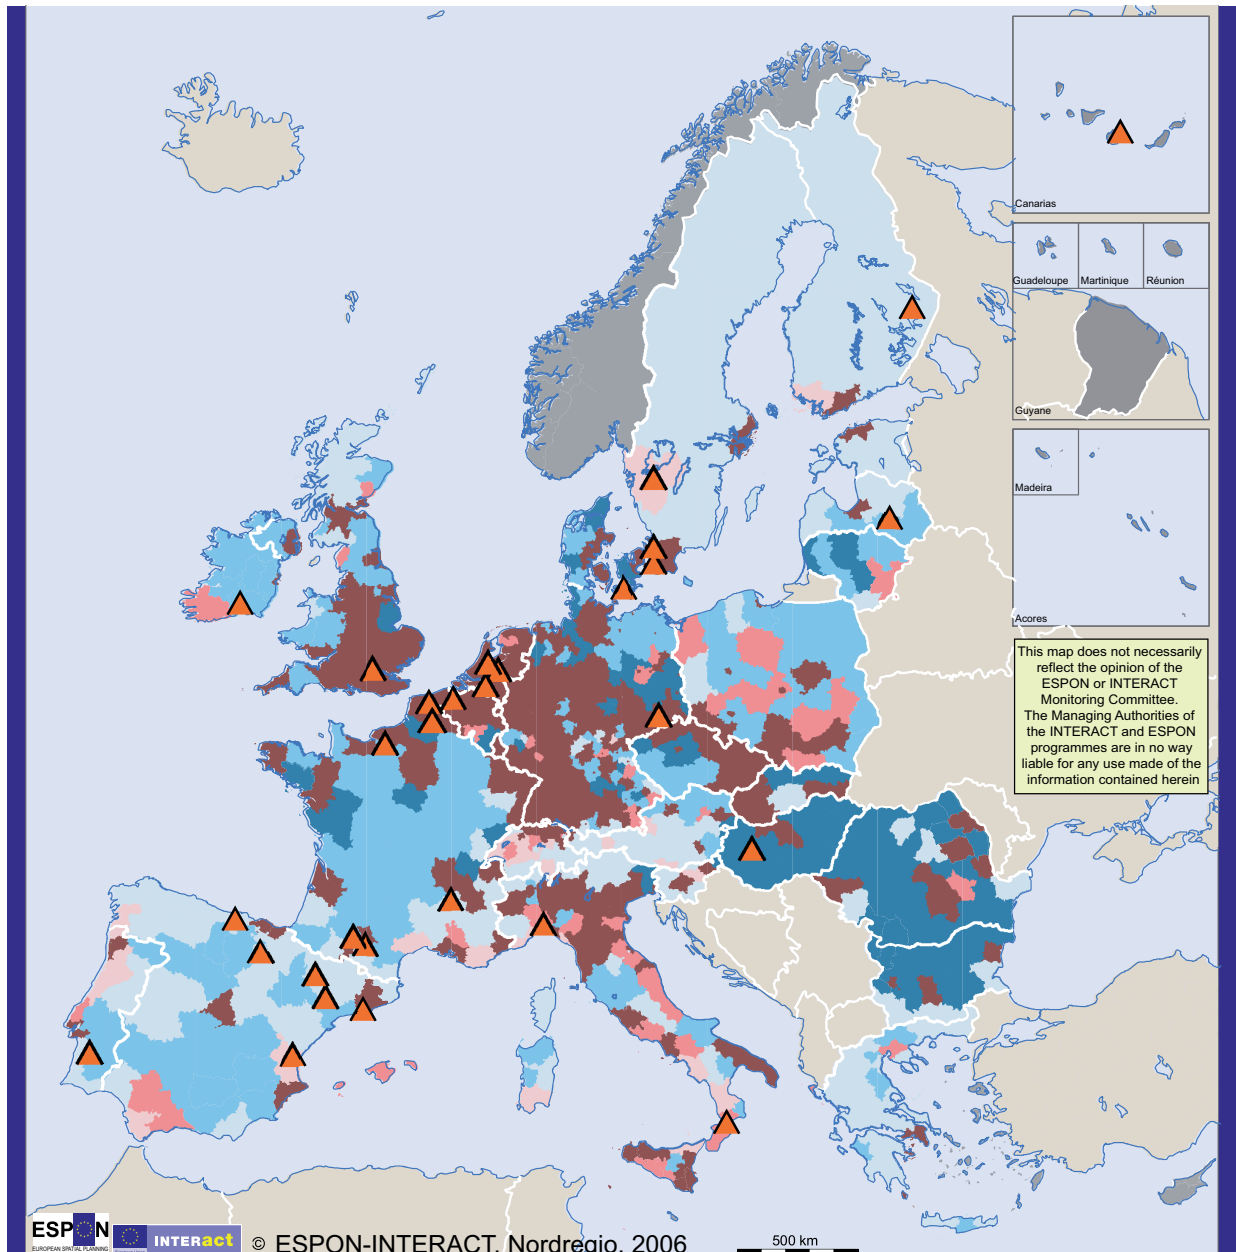 Canarias
Guadeloupe
Martinique
Réunion
Guyane
Madeira
Acores
This map does not necessarily
reflect the opinion of the
ESPON or INTERACT
Monitoring Committee.
The Managing Authorities of
the INTERACT and ESPON
programmes are in no way
liable for any use made of the
information contained herein
ESPON
EUROPEAN SPATIAL PLANNING
INTERact
© ESPON-INTERACT, Nordregio, 2006
500 km